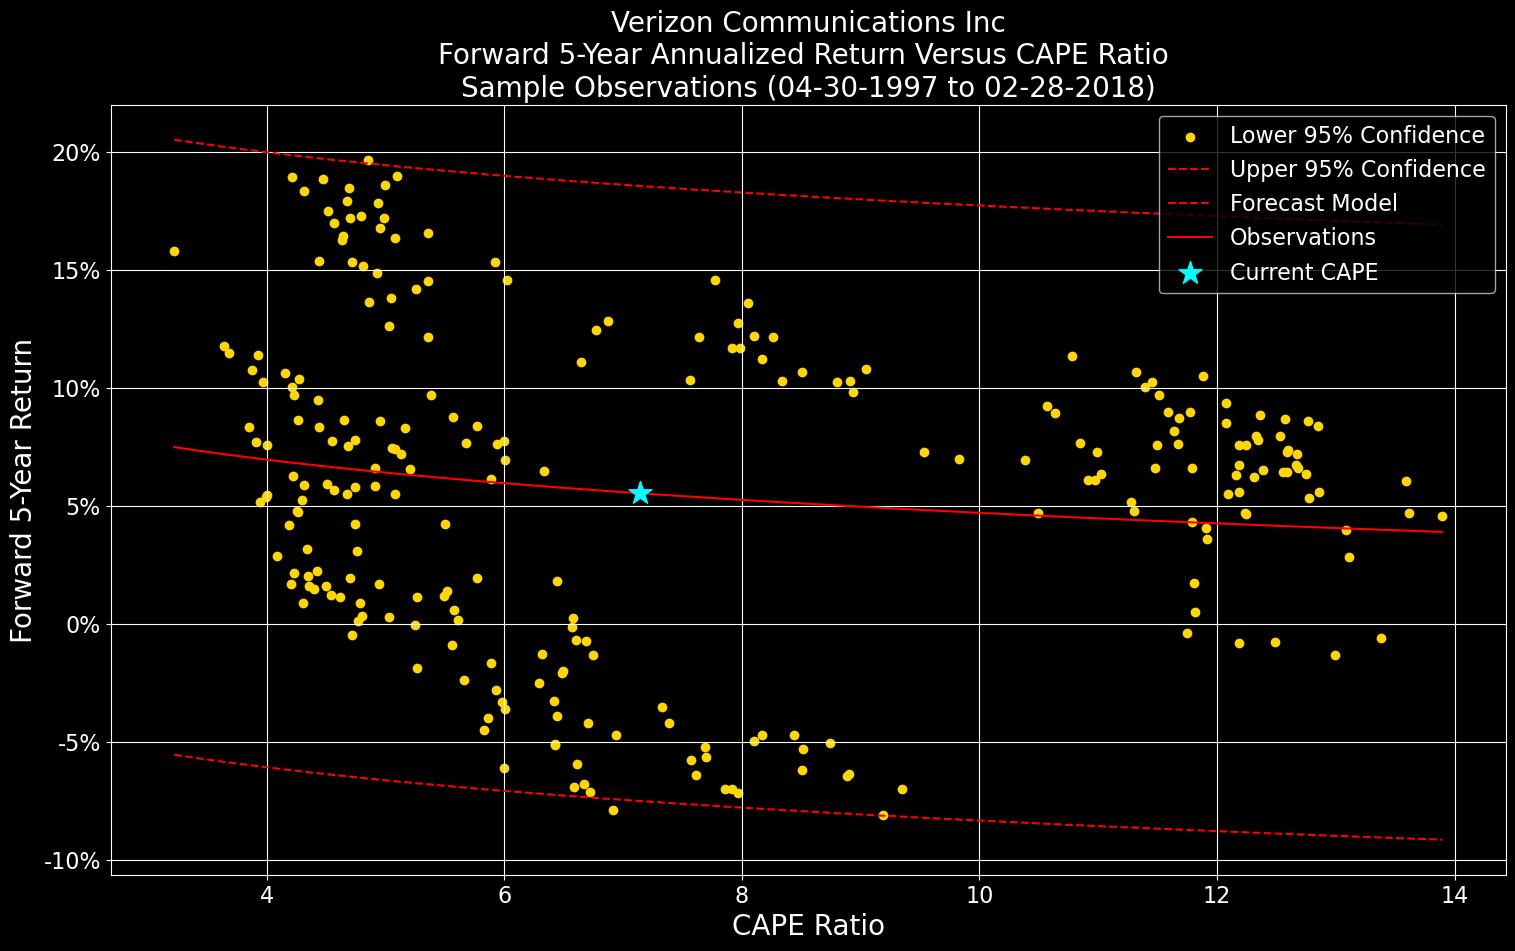 Verizon Communications Inc
Forward 5-Year Annualized Return Versus CAPE Ratio
Sample Observations (04-30-1997 to 02-28-2018)
Lower 95% Confidence
Upper 95% Confidence
Forecast Model
Observations
Current CAPE
Forward 5-Year Return
20%
15%
10%
5%
0%
-5%
-10%
4 6 8 10 12 14
CAPE Ratio